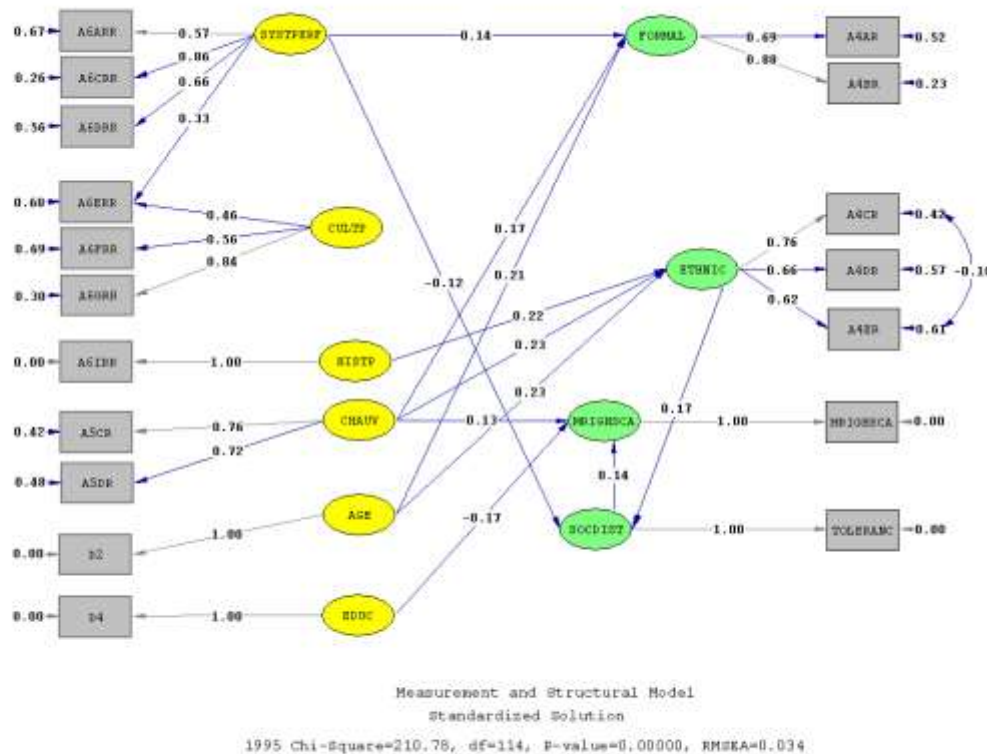 0.67 A6ARR 0.57 SYSTPERF 0.14 FORMAL 0.69 A4AR 0.52
0.86 0.88
0.26 A6CRR A4BR 0.23
0.66
0.56 A6DRR 0.33
0.60 A6ERR 0.46 A4CR 0.42
0.17 0.76
0.69 A6FRR 0.56 CULTP
0.84 0.21 ETHNIC 0.66 A4DR 0.57
-0.12 0.62
0.30
0.22 A4ER 0.61
0.00 1.00 HISTP 0.23
0.23
0.42 A5CR 0.76 CHAUV 0.13 0.17 1.00 0.00
0.72
0.48 A5DR 0.14
AGE -0.17 SOCDIST 1.00 TOLERANC 0.00
1.00
0.00 D2
0.00 D4 1.00 EDUC
Measurement and Structural Model
Standardized Solution
1995 Chi-Square=210.78, df=114, P-value=0.00000, RMSEA=0.034